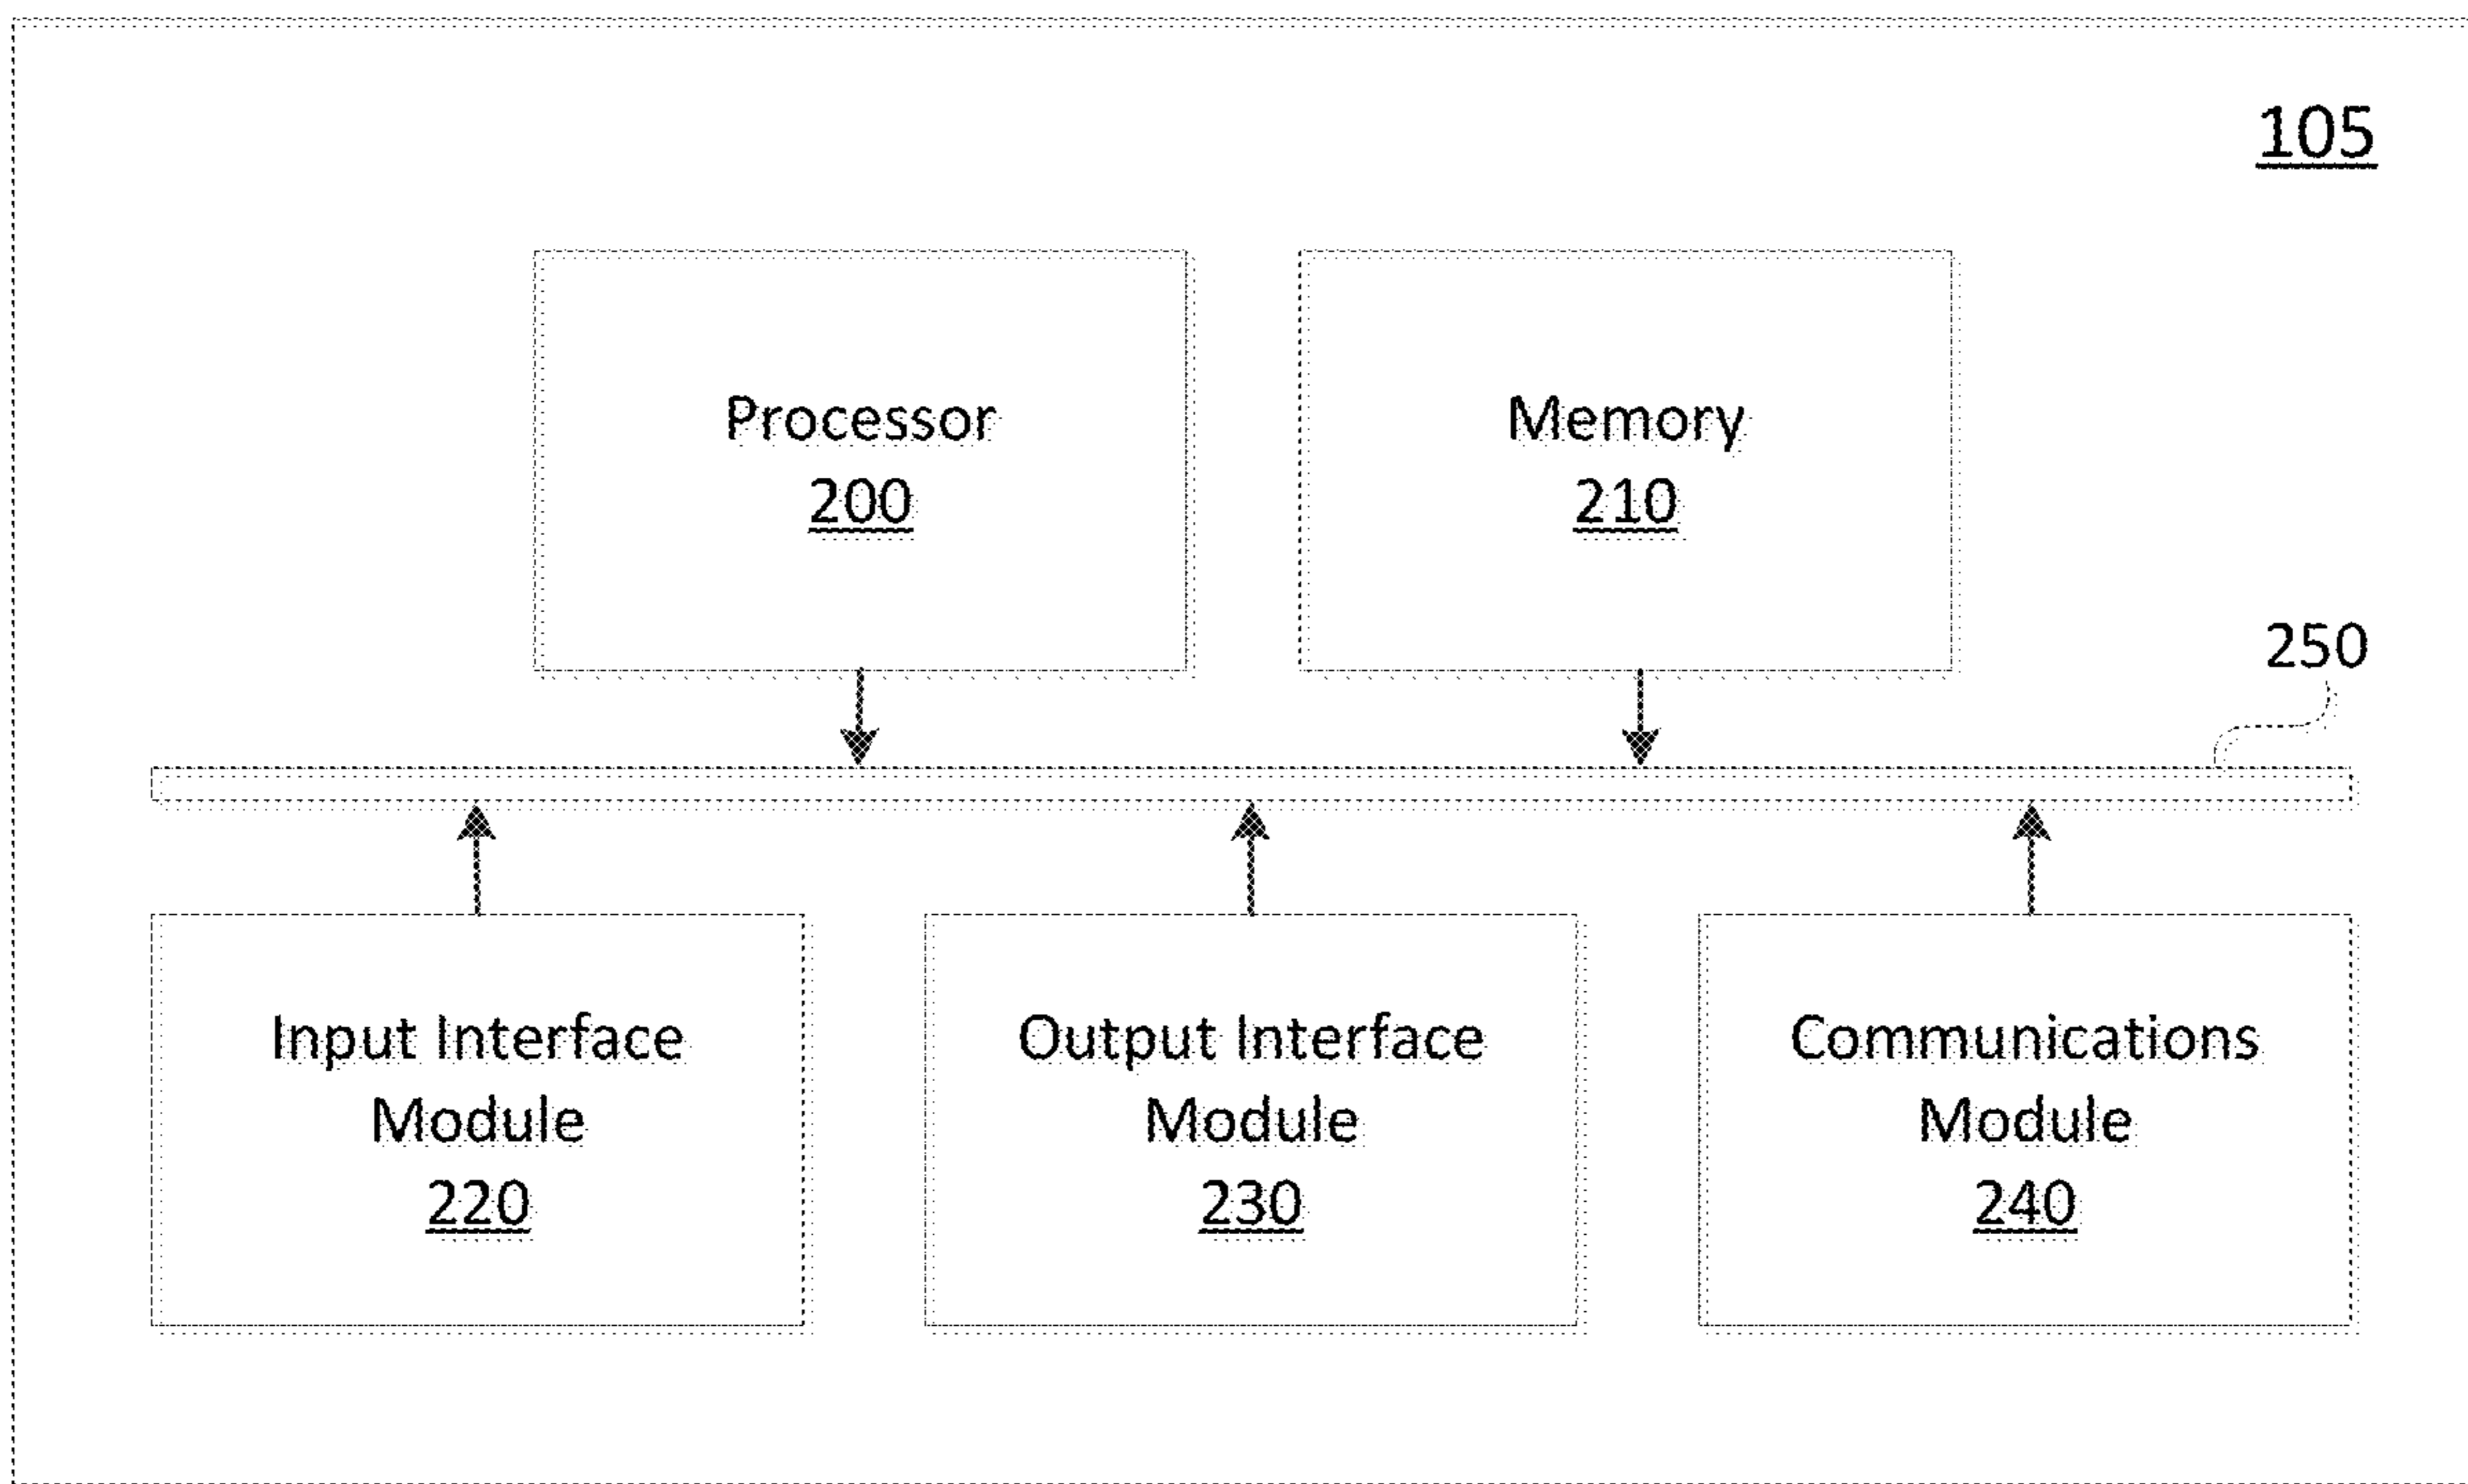 105
Processor
200
Memory
210
250
Input Interface
Module
220
Output Interface
Module
230
Communications
Module
240